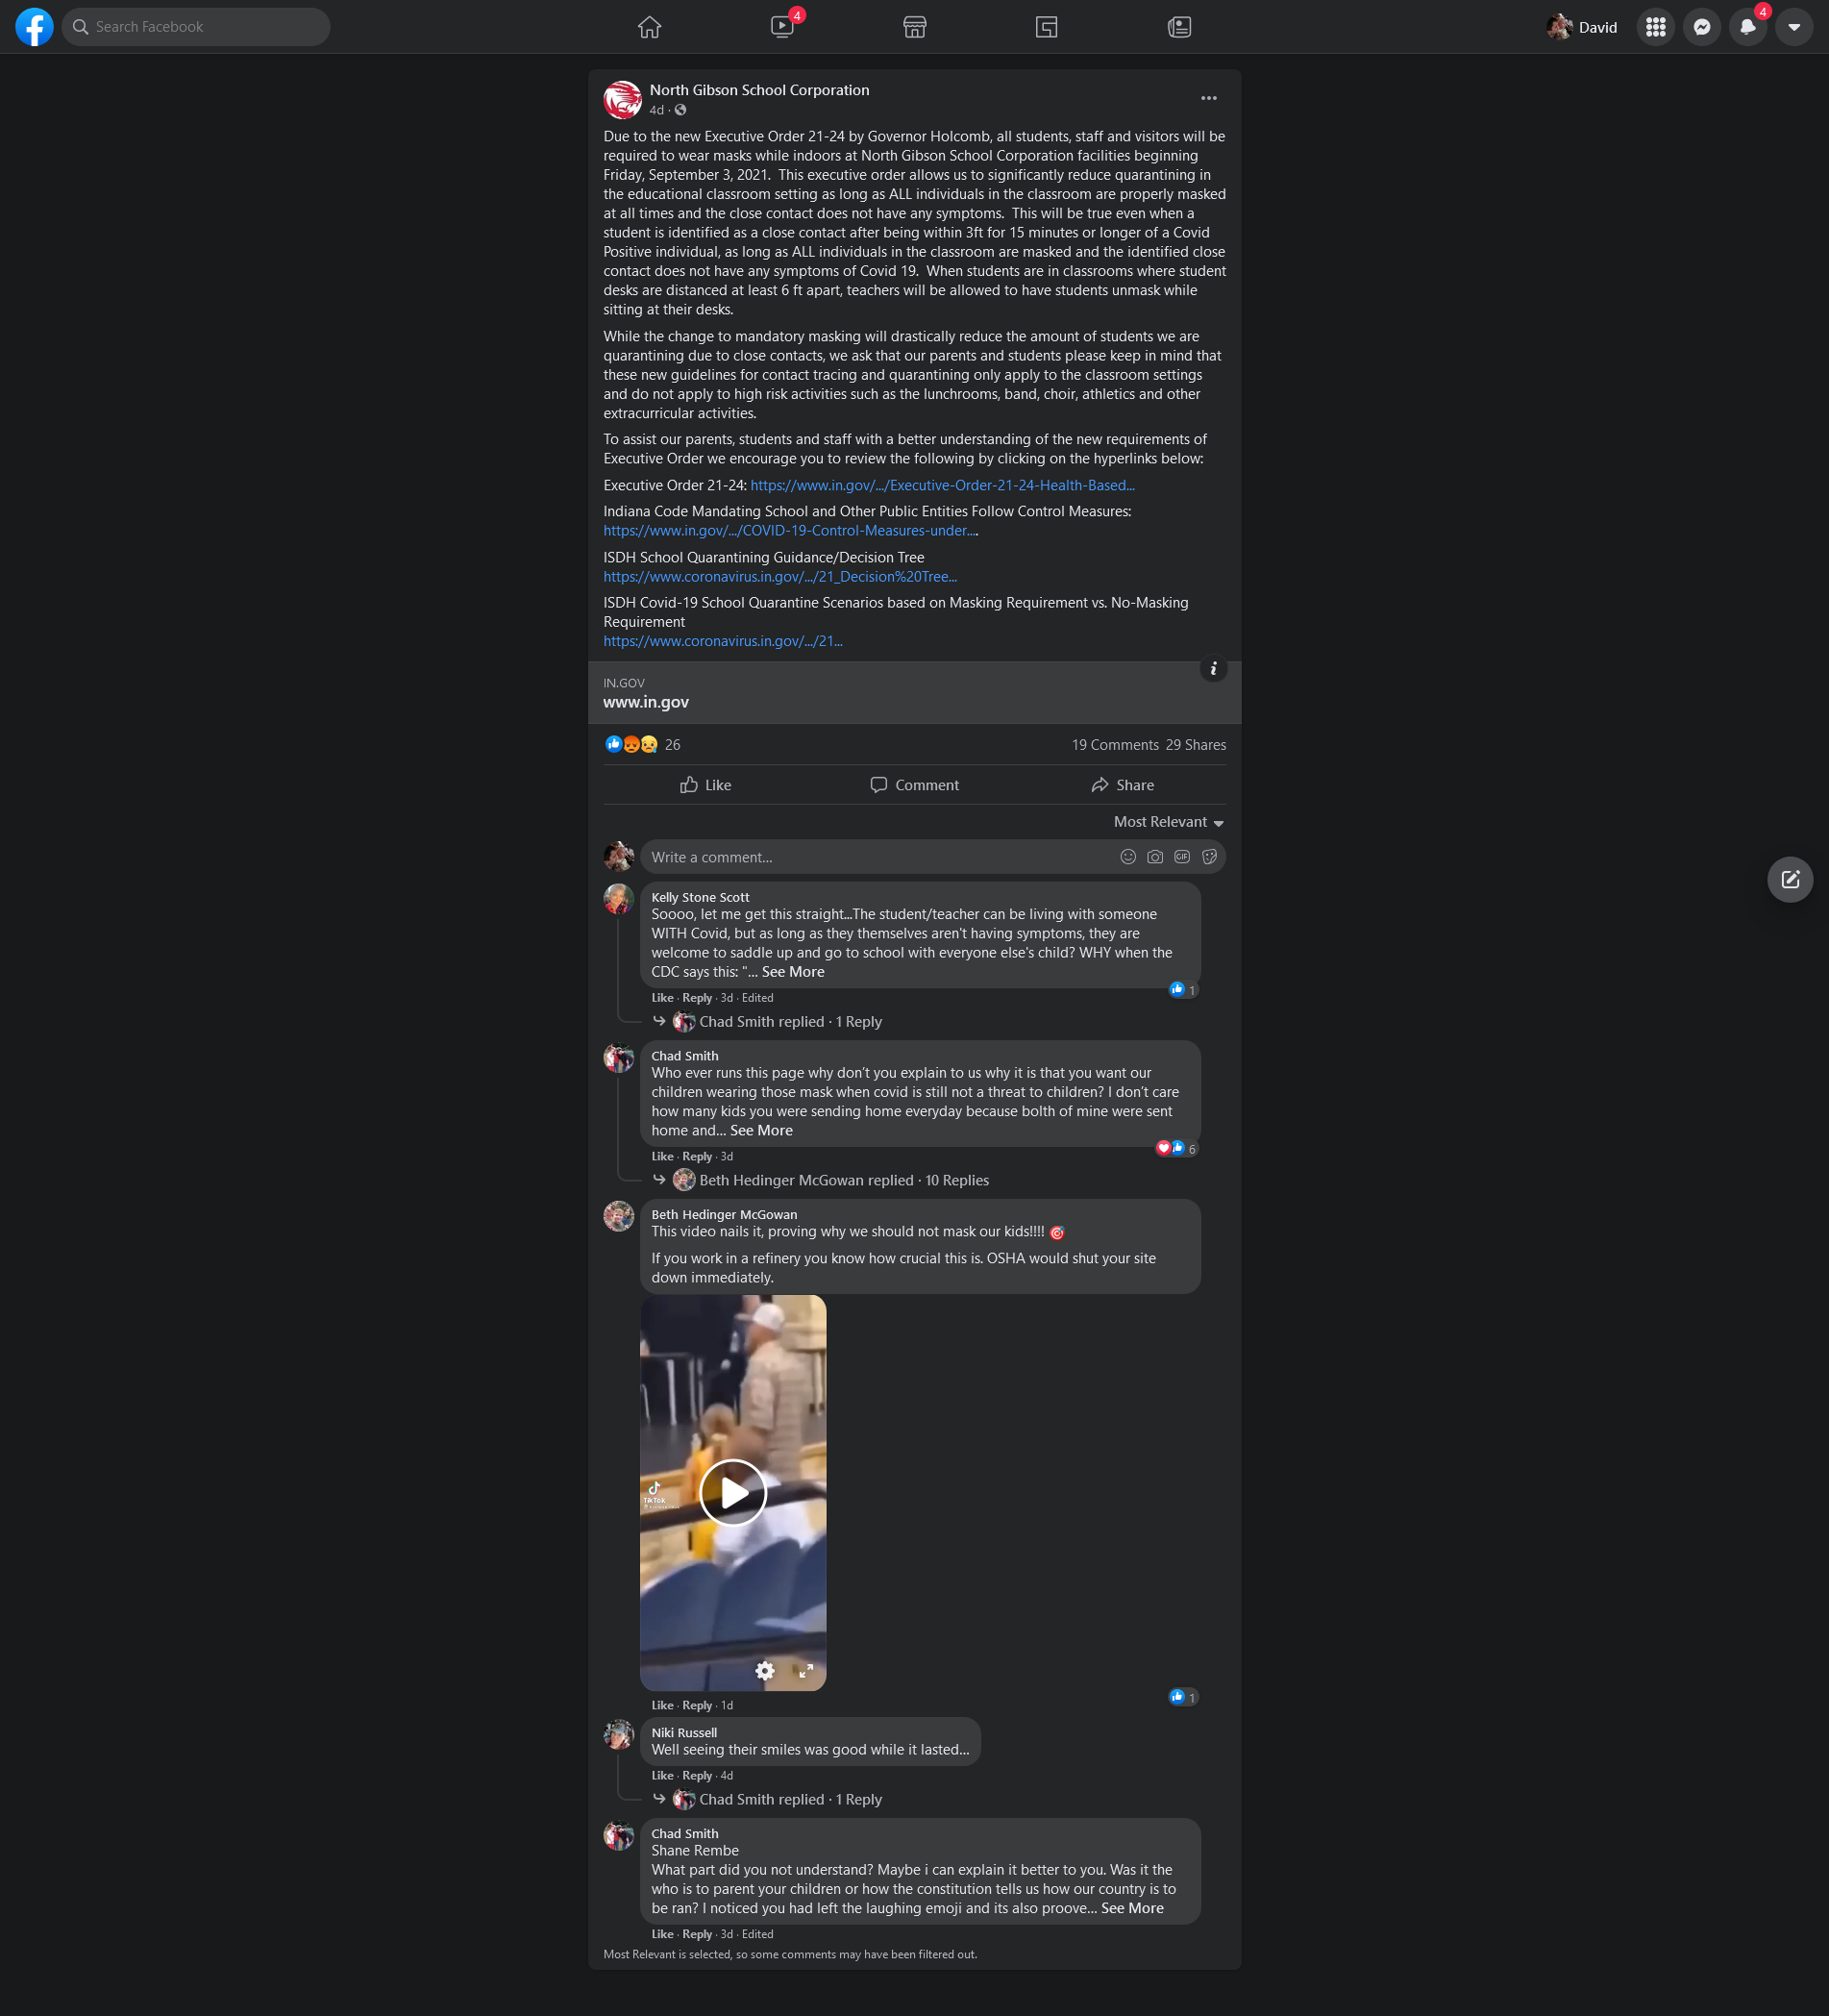 Search Facebook
4
David
4
North Gibson School Corporation
4d ·
Due to the new Executive Order 21-24 by Governor Holcomb, all students, staff and visitors will be
required to wear masks while indoors at North Gibson School Corporation facilities beginning
Friday, September 3, 2021.  This executive order allows us to significantly reduce quarantining in
the educational classroom setting as long as ALL individuals in the classroom are properly masked
at all times and the close contact does not have any symptoms.  This will be true even when a
student is identified as a close contact after being within 3ft for 15 minutes or longer of a Covid
Positive individual, as long as ALL individuals in the classroom are masked and the identified close
contact does not have any symptoms of Covid 19.  When students are in classrooms where student
desks are distanced at least 6 ft apart, teachers will be allowed to have students unmask while
sitting at their desks.
While the change to mandatory masking will drastically reduce the amount of students we are
quarantining due to close contacts, we ask that our parents and students please keep in mind that
these new guidelines for contact tracing and quarantining only apply to the classroom settings
and do not apply to high risk activities such as the lunchrooms, band, choir, athletics and other
extracurricular activities.
To assist our parents, students and staff with a better understanding of the new requirements of
Executive Order we encourage you to review the following by clicking on the hyperlinks below:
Executive Order 21-24: https://www.in.gov/.../Executive-Order-21-24-Health-Based...
Indiana Code Mandating School and Other Public Entities Follow Control Measures:
https://www.in.gov/.../COVID-19-Control-Measures-under....
ISDH School Quarantining Guidance/Decision Tree
https://www.coronavirus.in.gov/.../21_Decision%20Tree...
ISDH Covid-19 School Quarantine Scenarios based on Masking Requirement vs. No-Masking
Requirement
https://www.coronavirus.in.gov/.../21...
IN.GOV
www.in.gov
26
19 Comments 29 Shares
Like
Comment
Share
Most Relevant
Write a comment...
GIF
Kelly Stone Scott
Soooo, let me get this straight...The student/teacher can be living with someone
WITH Covid, but as long as they themselves aren't having symptoms, they are
welcome to saddle up and go to school with everyone else's child? WHY when the
CDC says this: "... See More
1
Like · Reply · 3d · Edited
Chad Smith replied · 1 Reply
Chad Smith
Who ever runs this page why don't you explain to us why it is that you want our
children wearing those mask when covid is still not a threat to children? I don't care
how many kids you were sending home everyday because bolth of mine were sent
home and... See More
6
Like · Reply · 3d
Beth Hedinger McGowan replied · 10 Replies
Beth Hedinger McGowan
This video nails it, proving why we should not mask our kids!!!! 🎯
If you work in a refinery you know how crucial this is. OSHA would shut your site
down immediately.
TikTok
1
Like · Reply · 1d
Niki Russell
Well seeing their smiles was good while it lasted...
Like · Reply · 4d
Chad Smith replied · 1 Reply
Chad Smith
Shane Rembe
What part did you not understand? Maybe i can explain it better to you. Was it the
who is to parent your children or how the constitution tells us how our country is to
be ran? I noticed you had left the laughing emoji and its also proove... See More
Like · Reply · 3d · Edited
Most Relevant is selected, so some comments may have been filtered out.